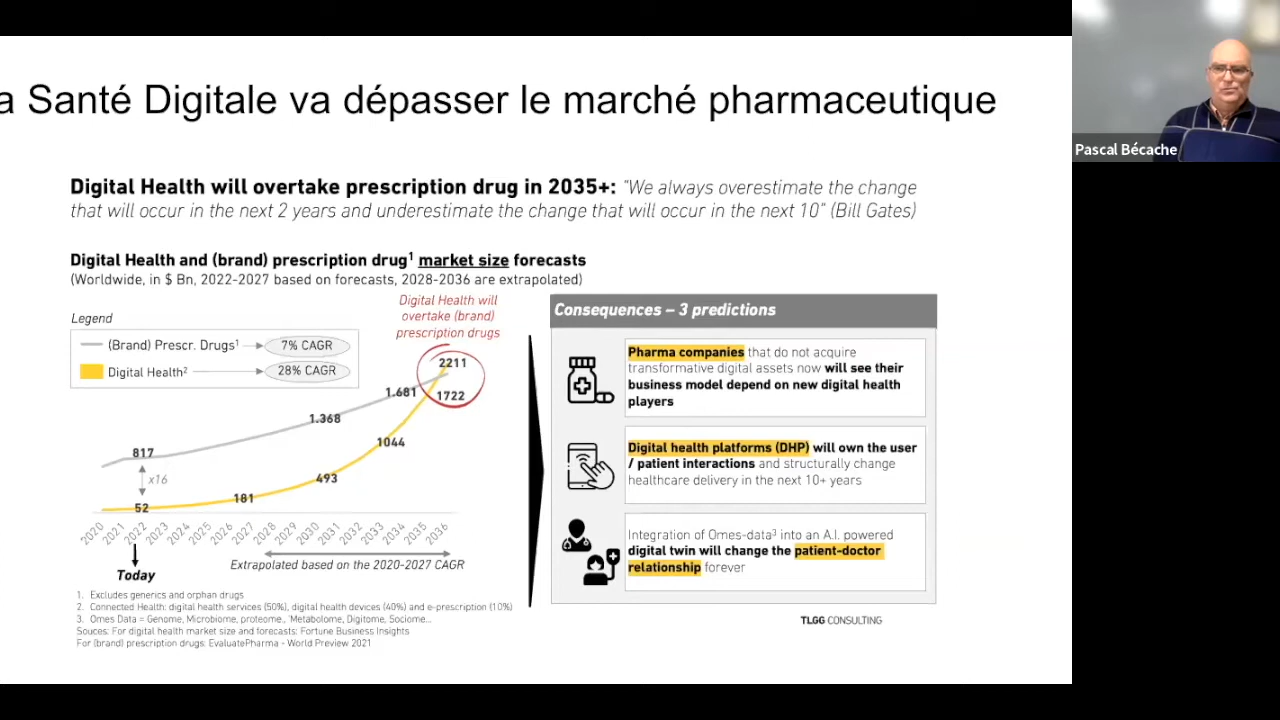 a Santé Digitale va dépasser le marché pharmaceutique
Pascal Bécache
Digital Health will overtake prescription drug in 2035+: "We always overestimate the change
that will occur in the next 2 years and underestimate the change that will occur in the next 10" (Bill Gates)
Digital Health and (brand) prescription drug¹ market size forecasts
(Worldwide, in $ Bn, 2022-2027 based on forecasts, 2028-2036 are extrapolated)
Legend
(Brand) Prescr. Drugs¹
7% CAGR
Digital Health²
28% CAGR
Digital Health will
overtake (brand)
prescription drugs
2211
1722
1.681
1.368
1044
817
x16
493
181
52
2020 2021 2022 2023 2024 2025 2026 2027 2028 2029 2030 2031 2032 2033 2034 2035 2036
Today
Extrapolated based on the 2020-2027 CAGR
1. Excludes generics and orphan drugs
2. Connected Health: digital health services (50%), digital health devices (40%) and e-prescription (10%)
3. Omes Data = Genome, Microbiome, proteome,. ¨Metabolome, Digitome, Sociome...
Souces: For digital health market size and forecasts: Fortune Business Insights
For (brand) prescription drugs: EvaluatePharma - World Preview 2021
Consequences – 3 predictions
Pharma companies that do not acquire
transformative digital assets now will see their
business model depend on new digital health
players
Digital health platforms (DHP) will own the user
/ patient interactions and structurally change
healthcare delivery in the next 10+ years
Integration of Omes-data³ into an A.I. powered
digital twin will change the patient-doctor
relationship forever
TLGG CONSULTING